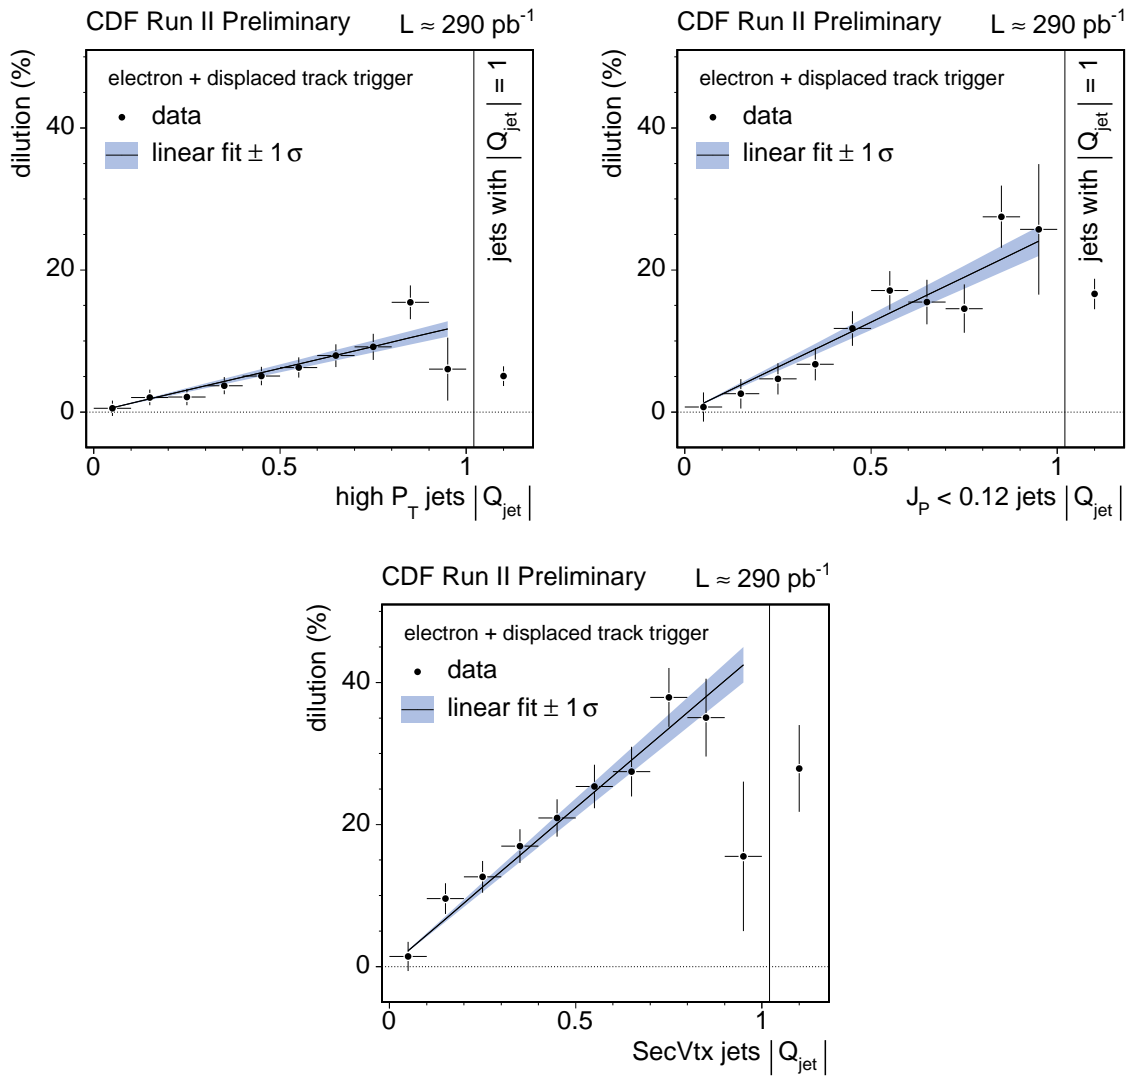 CDF Run II Preliminary L ≈ 290 pb⁻¹
dilution (%)
electron + displaced track trigger
data
linear fit ± 1 σ
jets with |Q_jet| = 1
40
20
0
0 0.5 1
high P_T jets |Q_jet|
CDF Run II Preliminary L ≈ 290 pb⁻¹
dilution (%)
electron + displaced track trigger
data
linear fit ± 1 σ
jets with |Q_jet| = 1
40
20
0
0 0.5 1
J_P < 0.12 jets |Q_jet|
CDF Run II Preliminary L ≈ 290 pb⁻¹
dilution (%)
electron + displaced track trigger
data
linear fit ± 1 σ
40
20
0
0 0.5 1
SecVtx jets |Q_jet|